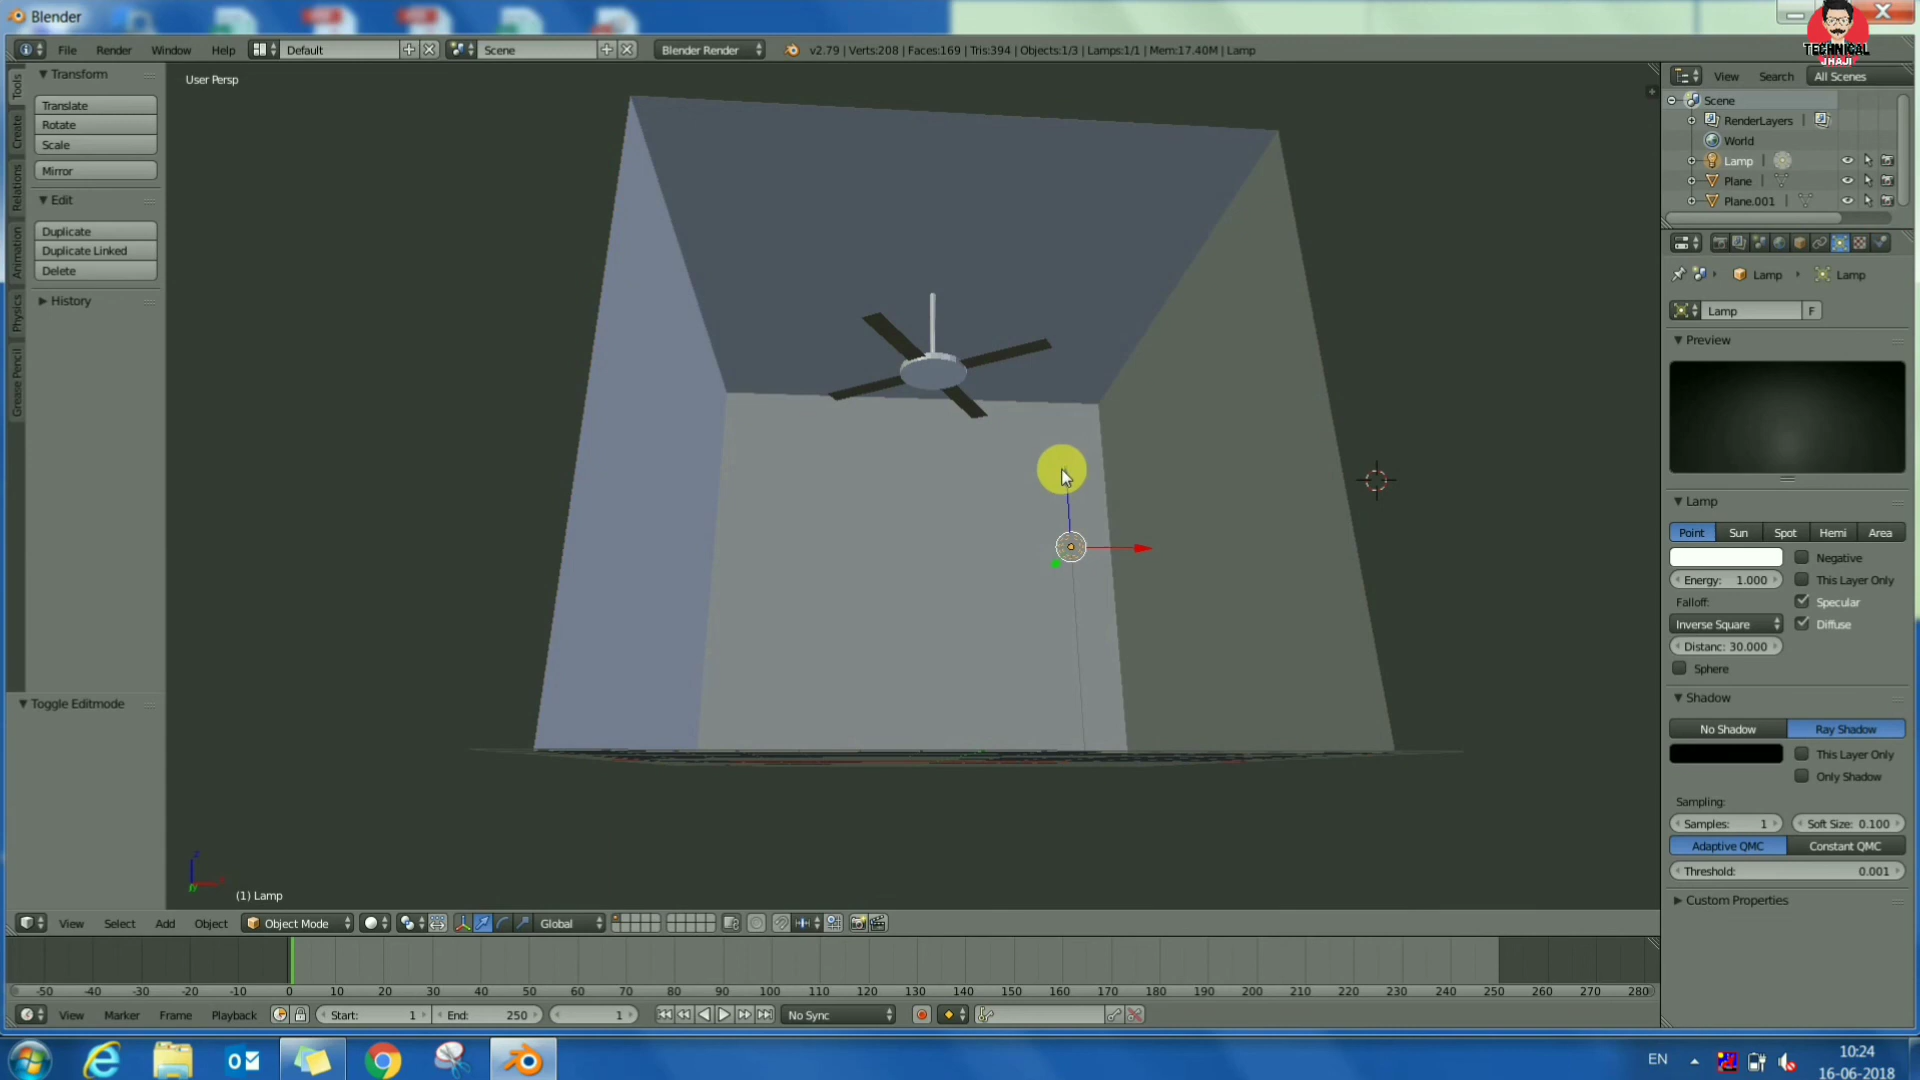 Blender
TECHNICAL
JHAJI
File Render Window Help Default Scene Blender Render v2.79 | Verts:208 | Faces:169 | Tris:394 | Objects:1/3 | Lamps:1/1 | Mem:17.40M | Lamp
Transform
User Persp
Translate
Rotate
Scale
Mirror
Edit
Duplicate
Duplicate Linked
Delete
History
Tools
Create
Relations
Animation
Physics
Grease Pencil
Toggle Editmode
(1) Lamp
View Search All Scenes
Scene
RenderLayers
World
Lamp
Plane
Plane.001
Lamp Lamp
Lamp F
Preview
Lamp
Point Sun Spot Hemi Area
Negative
Energy: 1.000 This Layer Only
Falloff: Specular
Inverse Square Diffuse
Distanc: 30.000
Sphere
Shadow
No Shadow Ray Shadow
This Layer Only
Only Shadow
Sampling:
Samples: 1 Soft Size: 0.100
Adaptive QMC Constant QMC
Threshold: 0.001
Custom Properties
View Select Add Object Object Mode Global
-50 -40 -30 -20 -10 0 10 20 30 40 50 60 70 80 90 100 110 120 130 140 150 160 170 180 190 200 210 220 230 240 250 260 270 280
View Marker Frame Playback Start: 1 End: 250 1 No Sync
EN 10:24
16-06-2018